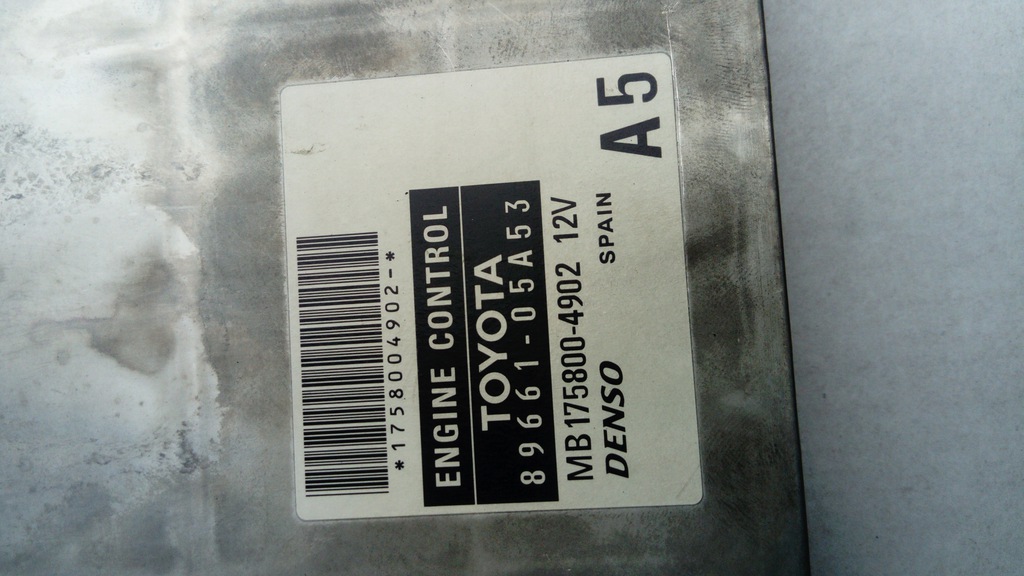 *1758004902-*
ENGINE CONTROL
TOYOTA
89661-05A53
MB175800-4902 12V
DENSO SPAIN
A5